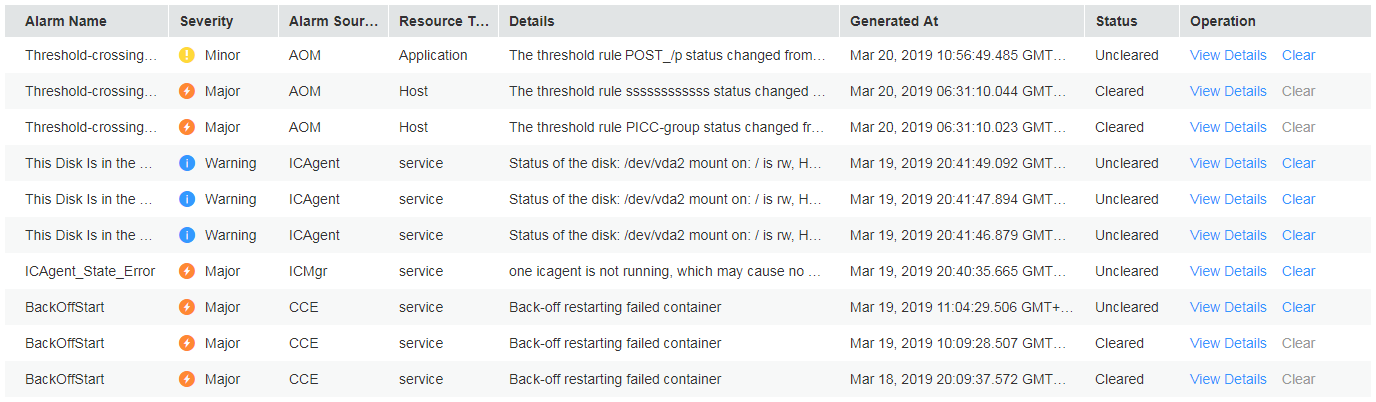 Alarm Name Severity Alarm Sour... Resource T... Details Generated At Status Operation
Threshold-crossing... Minor AOM Application The threshold rule POST_/p status changed from... Mar 20, 2019 10:56:49.485 GMT... Uncleared View Details Clear
Threshold-crossing... Major AOM Host The threshold rule ssssssssssss status changed ... Mar 20, 2019 06:31:10.044 GMT... Cleared View Details Clear
Threshold-crossing... Major AOM Host The threshold rule PICC-group status changed fr... Mar 20, 2019 06:31:10.023 GMT... Cleared View Details Clear
This Disk Is in the ... Warning ICAgent service Status of the disk: /dev/vda2 mount on: / is rw, H... Mar 19, 2019 20:41:49.092 GMT... Uncleared View Details Clear
This Disk Is in the ... Warning ICAgent service Status of the disk: /dev/vda2 mount on: / is rw, H... Mar 19, 2019 20:41:47.894 GMT... Uncleared View Details Clear
This Disk Is in the ... Warning ICAgent service Status of the disk: /dev/vda2 mount on: / is rw, H... Mar 19, 2019 20:41:46.879 GMT... Uncleared View Details Clear
ICAgent_State_Error Major ICMgr service one icagent is not running, which may cause no ... Mar 19, 2019 20:40:35.665 GMT... Uncleared View Details Clear
BackOffStart Major CCE service Back-off restarting failed container Mar 19, 2019 11:04:29.506 GMT+... Uncleared View Details Clear
BackOffStart Major CCE service Back-off restarting failed container Mar 19, 2019 10:09:28.507 GMT... Cleared View Details Clear
BackOffStart Major CCE service Back-off restarting failed container Mar 18, 2019 20:09:37.572 GMT... Cleared View Details Clear